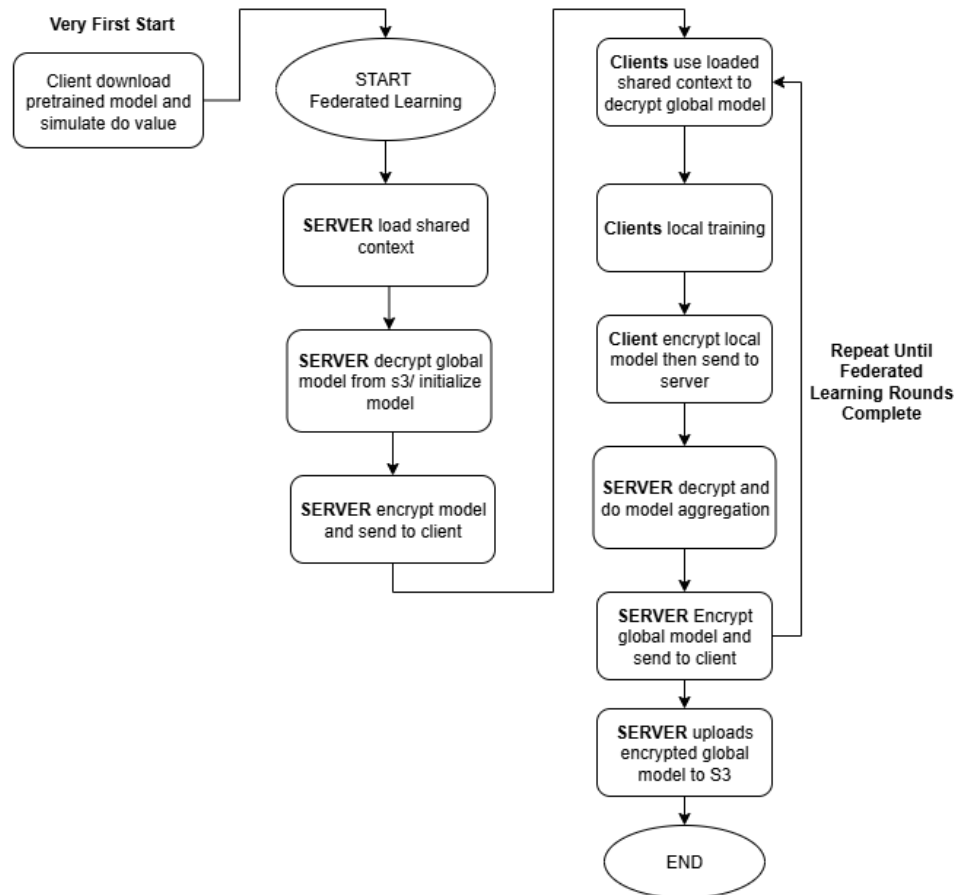 Very First Start
Client download
pretrained model and
simulate do value
START
Federated Learning
SERVER load shared
context
SERVER decrypt global
model from s3/ initialize
model
SERVER encrypt model
and send to client
Clients use loaded
shared context to
decrypt global model
Clients local training
Client encrypt local
model then send to
server
SERVER decrypt and
do model aggregation
SERVER Encrypt
global model and
send to client
Repeat Until
Federated
Learning Rounds
Complete
SERVER uploads
encrypted global
model to S3
END